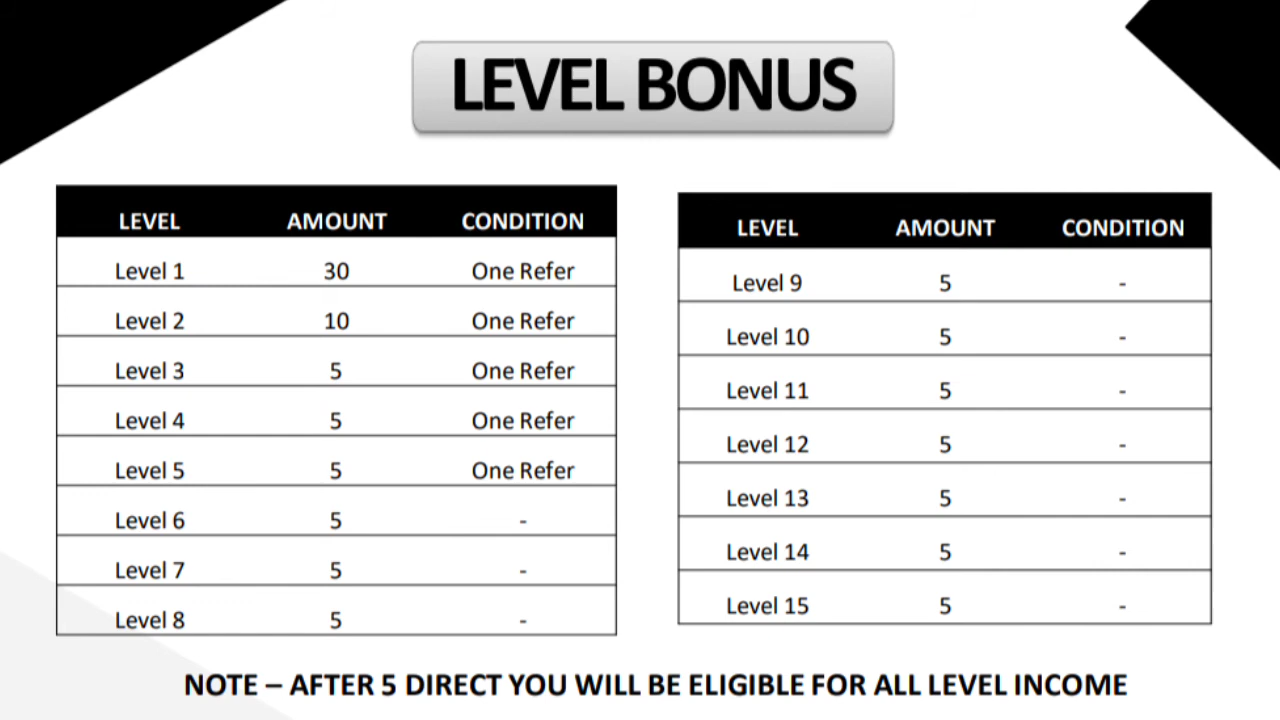 LEVEL BONUS
LEVEL AMOUNT CONDITION
Level 1 30 One Refer
Level 2 10 One Refer
Level 3 5 One Refer
Level 4 5 One Refer
Level 5 5 One Refer
Level 6 5 -
Level 7 5 -
Level 8 5 -
LEVEL AMOUNT CONDITION
Level 9 5 -
Level 10 5 -
Level 11 5 -
Level 12 5 -
Level 13 5 -
Level 14 5 -
Level 15 5 -
NOTE – AFTER 5 DIRECT YOU WILL BE ELIGIBLE FOR ALL LEVEL INCOME